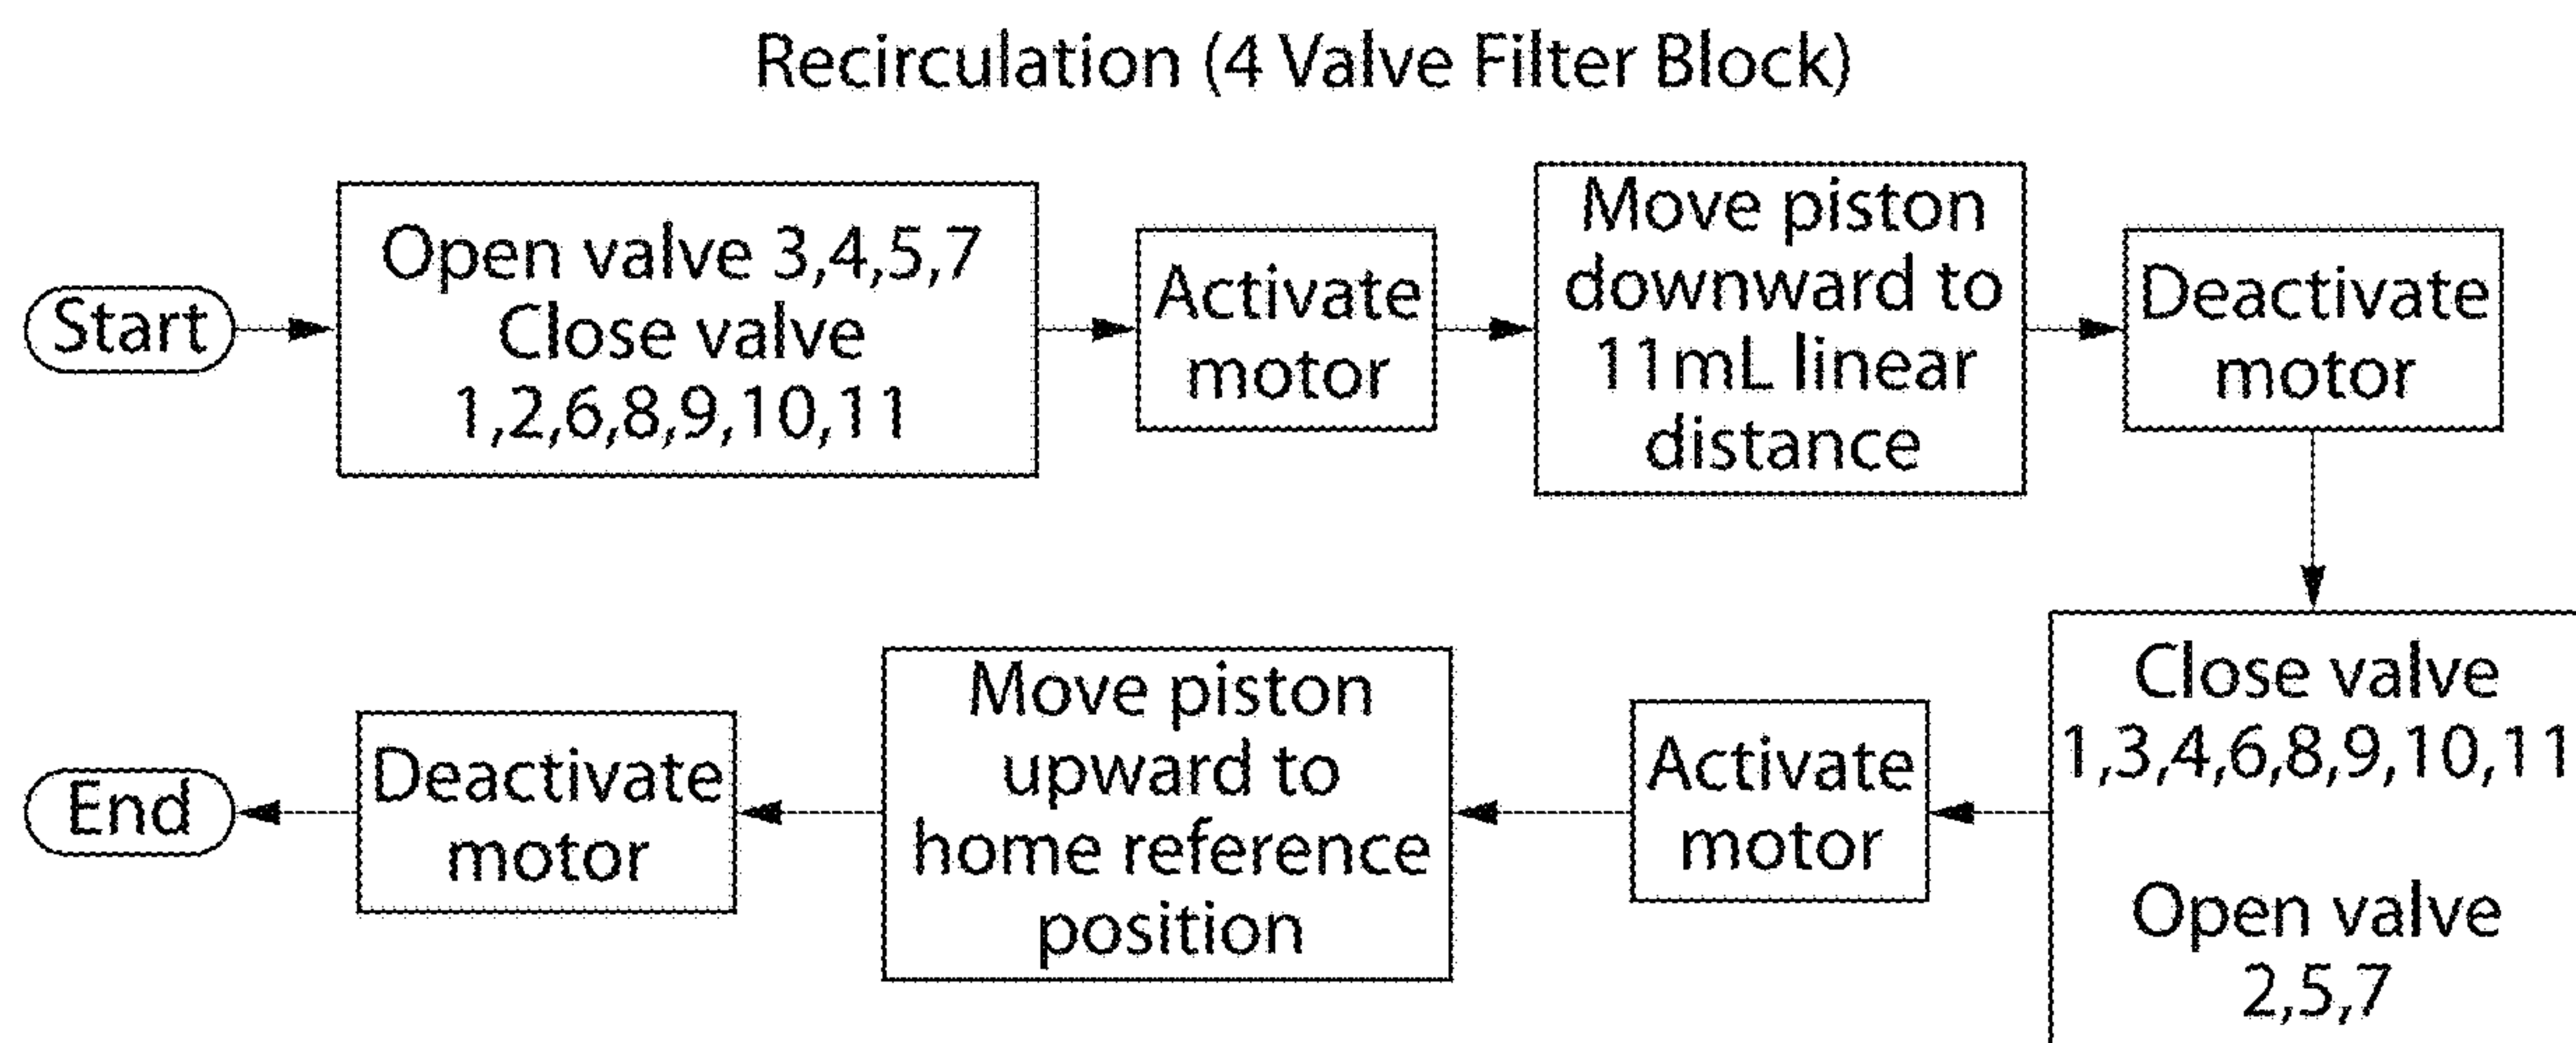 Recirculation (4 Valve Filter Block)
Start
Open valve 3,4,5,7
Close valve
1,2,6,8,9,10,11
Activate
motor
Move piston
downward to
11mL linear
distance
Deactivate
motor
Close valve
1,3,4,6,8,9,10,11
Open valve
2,5,7
Activate
motor
Move piston
upward to
home reference
position
Deactivate
motor
End